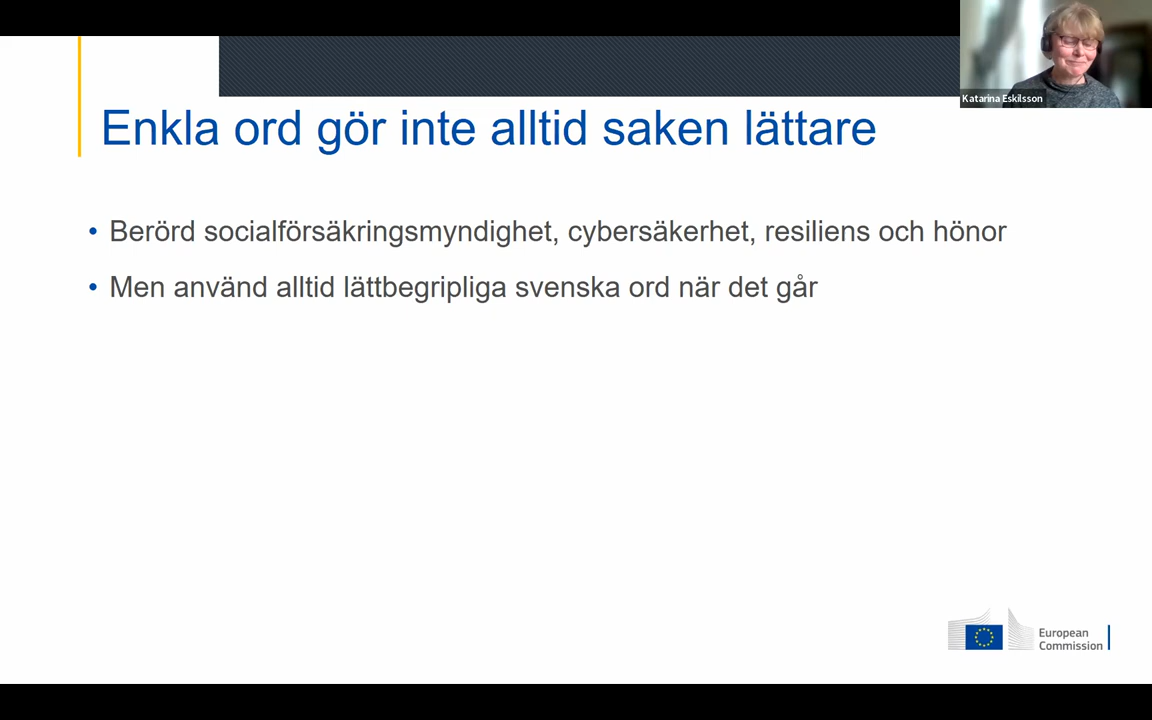 Katarina Eskilsson
Enkla ord gör inte alltid saken lättare
• Berörd socialförsäkringsmyndighet, cybersäkerhet, resiliens och hönor
• Men använd alltid lättbegripliga svenska ord när det går
European
Commission